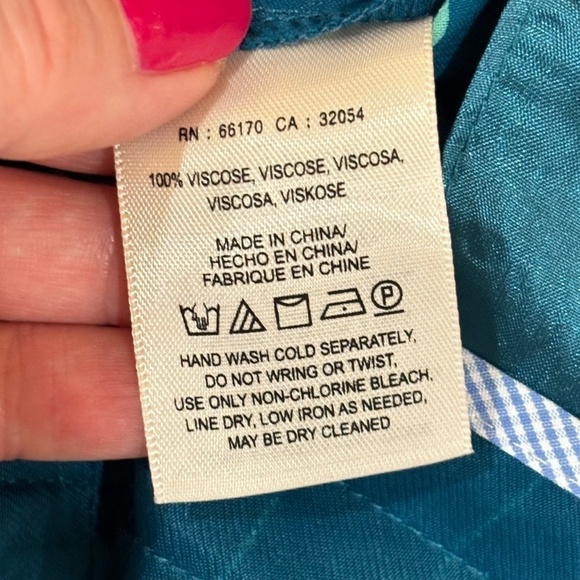 RN : 66170 CA : 32054
100% VISCOSE, VISCOSE, VISCOSA,
VISCOSA, VISKOSE
MADE IN CHINA/
HECHO EN CHINA/
FABRIQUE EN CHINE
P
HAND WASH COLD SEPARATELY,
DO NOT WRING OR TWIST,
USE ONLY NON-CHLORINE BLEACH,
LINE DRY, LOW IRON AS NEEDED,
MAY BE DRY CLEANED